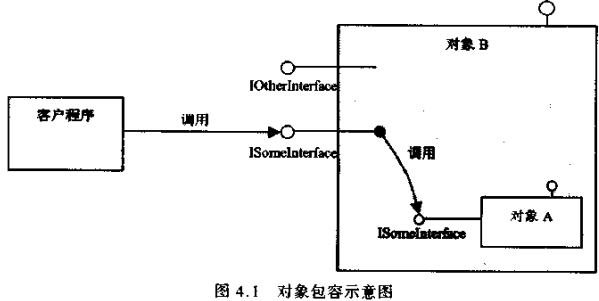 对象 B
IOtherInterface
客户程序
调用
ISomeInterface
调用
对象 A
ISomeInterface
图 4.1 对象包容示意图